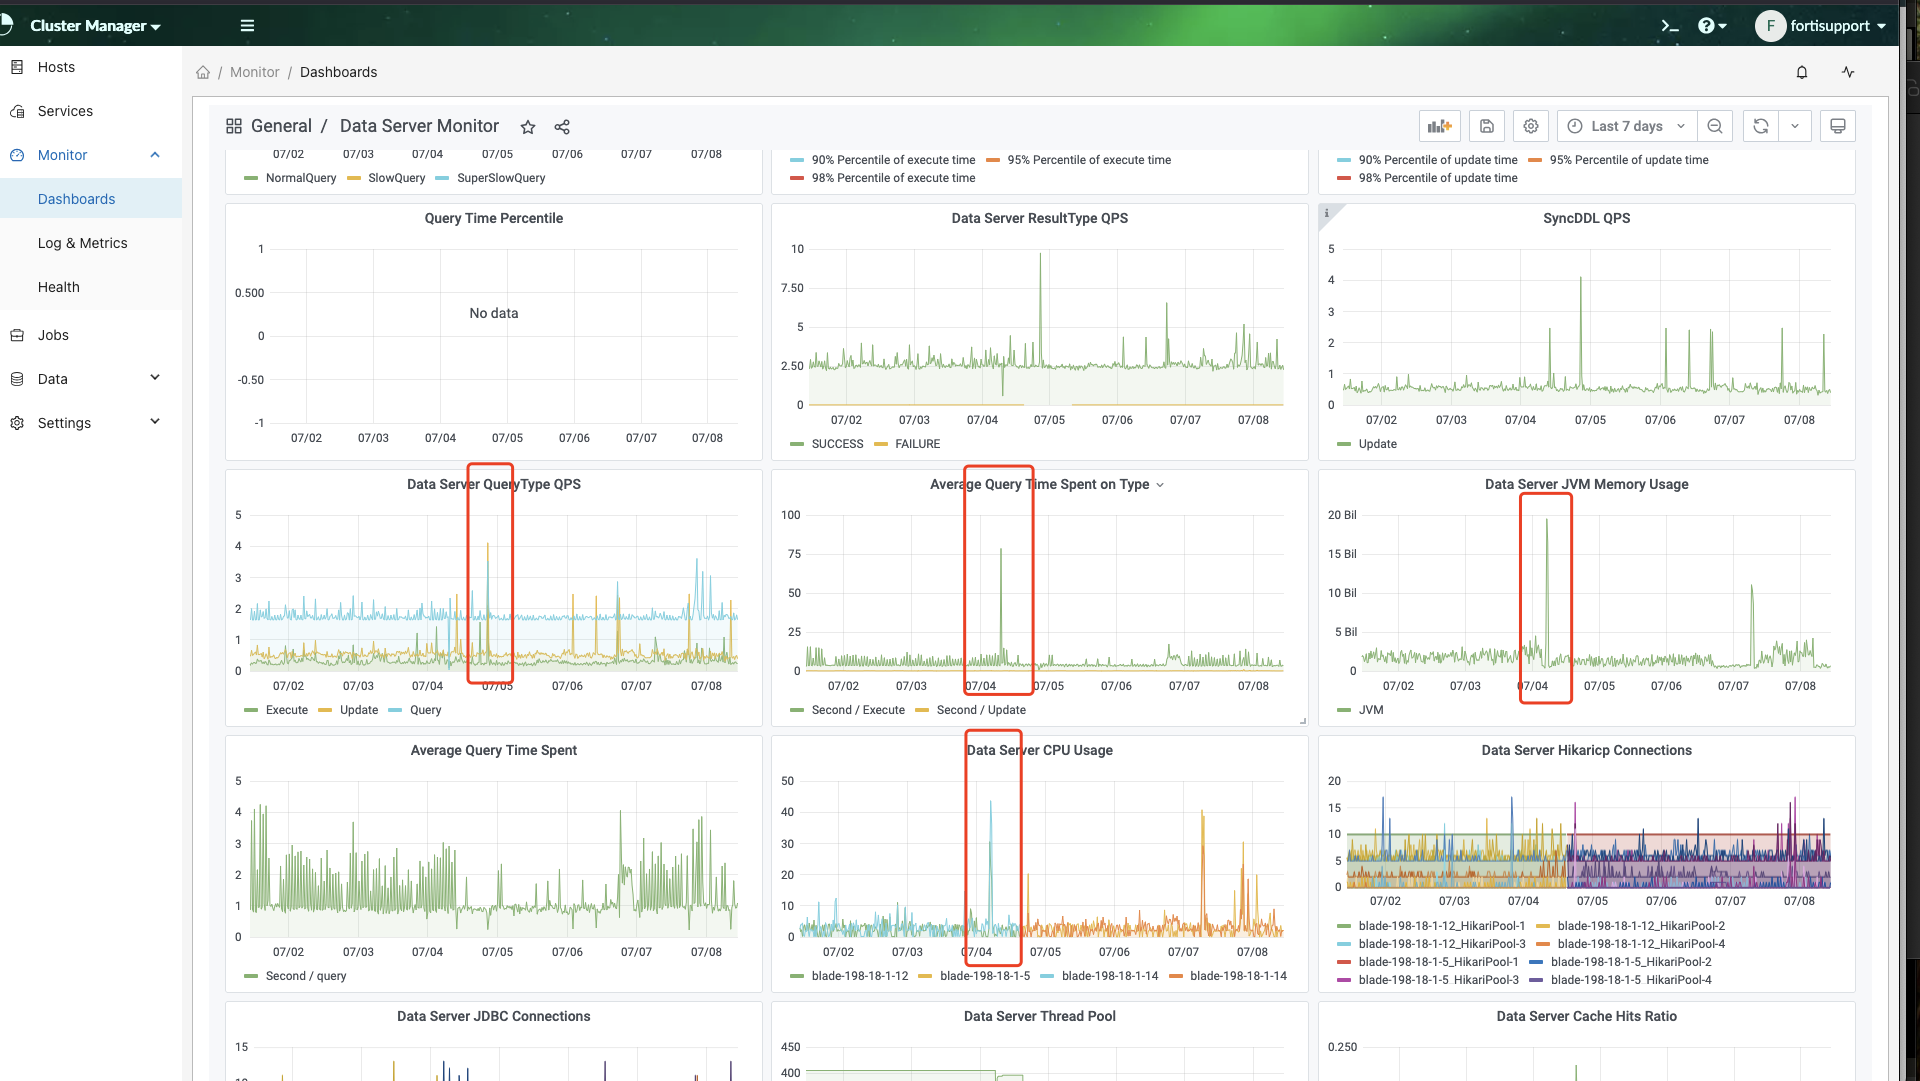 Cluster Manager
F fortisupport
Hosts
Services
Monitor
Dashboards
Log & Metrics
Health
Jobs
Data
Settings
/ Monitor / Dashboards
General / Data Server Monitor
Last 7 days
07/02 07/03 07/04 07/05 07/06 07/07 07/08
NormalQuery SlowQuery SuperSlowQuery
90% Percentile of execute time 95% Percentile of execute time
98% Percentile of execute time
90% Percentile of update time 95% Percentile of update time
98% Percentile of update time
Query Time Percentile
1
0.500
0
-0.50
-1
No data
07/02 07/03 07/04 07/05 07/06 07/07 07/08
Data Server ResultType QPS
10
7.50
5
2.50
0
07/02 07/03 07/04 07/05 07/06 07/07 07/08
SUCCESS FAILURE
i
SyncDDL QPS
5
4
3
2
1
0
07/02 07/03 07/04 07/05 07/06 07/07 07/08
Update
Data Server QueryType QPS
5
4
3
2
1
0
07/02 07/03 07/04 07/05 07/06 07/07 07/08
Execute Update Query
Average Query Time Spent on Type
100
75
50
25
0
07/02 07/03 07/04 07/05 07/06 07/07 07/08
Second / Execute Second / Update
Data Server JVM Memory Usage
20 Bil
15 Bil
10 Bil
5 Bil
0
07/02 07/03 07/04 07/05 07/06 07/07 07/08
JVM
Average Query Time Spent
5
4
3
2
1
0
07/02 07/03 07/04 07/05 07/06 07/07 07/08
Second / query
Data Server CPU Usage
50
40
30
20
10
0
07/02 07/03 07/04 07/05 07/06 07/07 07/08
blade-198-18-1-12 blade-198-18-1-5 blade-198-18-1-14 blade-198-18-1-14
Data Server Hikaricp Connections
20
15
10
5
0
07/02 07/03 07/04 07/05 07/06 07/07 07/08
blade-198-18-1-12_HikariPool-1 blade-198-18-1-12_HikariPool-2
blade-198-18-1-12_HikariPool-3 blade-198-18-1-12_HikariPool-4
blade-198-18-1-5_HikariPool-1 blade-198-18-1-5_HikariPool-2
blade-198-18-1-5_HikariPool-3 blade-198-18-1-5_HikariPool-4
Data Server JDBC Connections
15
10
Data Server Thread Pool
450
400
Data Server Cache Hits Ratio
0.250